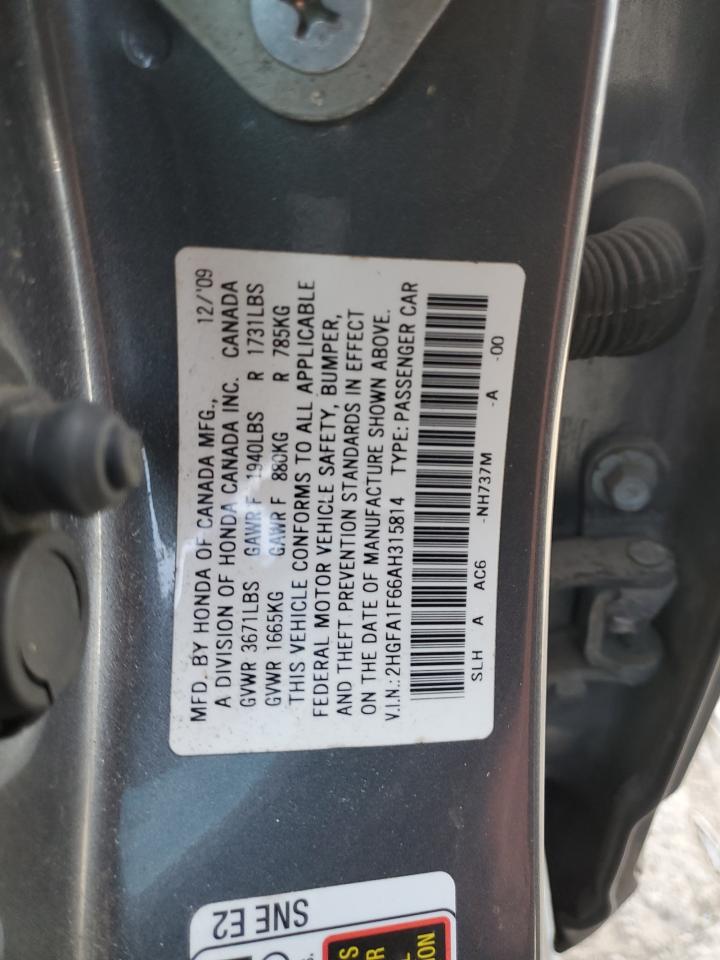 MFD. BY HONDA OF CANADA MFG., 12/'09
A DIVISION OF HONDA CANADA INC. CANADA
GVWR 3671LBS GAWR F 1940LBS R 1731LBS
GVWR 1665KG GAWR F 880KG R 785KG
THIS VEHICLE CONFORMS TO ALL APPLICABLE
FEDERAL MOTOR VEHICLE SAFETY, BUMPER,
AND THEFT PREVENTION STANDARDS IN EFFECT
ON THE DATE OF MANUFACTURE SHOWN ABOVE.
V.I.N.: 2HGFA1F66AH315814 TYPE: PASSENGER CAR
SLH A AC6 -NH737M -A -00
SNE E2